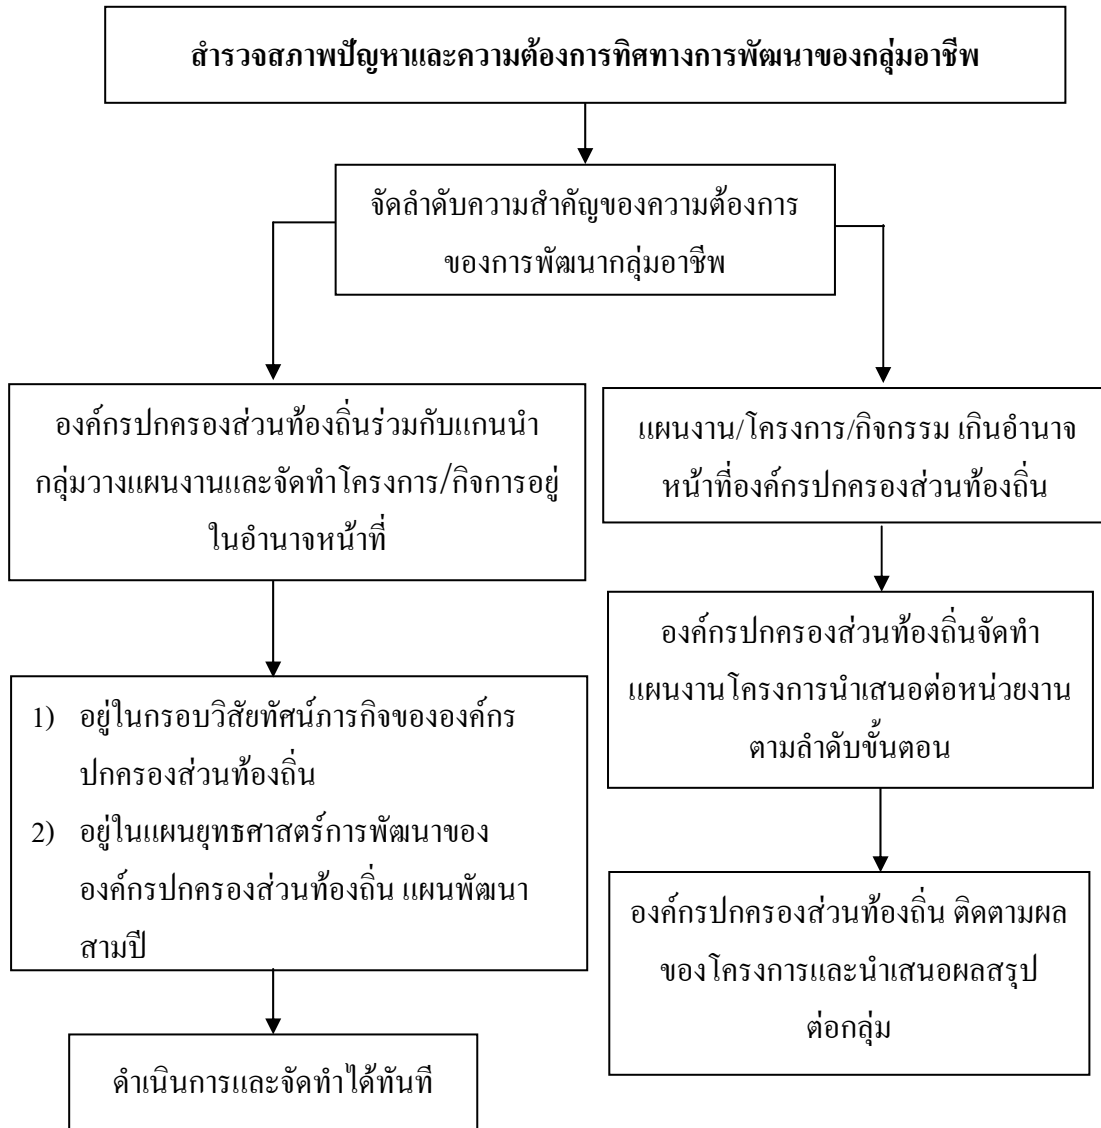 สำรวจสภาพปัญหาและความต้องการทิศทางการพัฒนาของกลุ่มอาชีพ
จัดลำดับความสำคัญของความต้องการ
ของการพัฒนากลุ่มอาชีพ
องค์กรปกครองส่วนท้องถิ่นร่วมกับแกนนำ
กลุ่มวางแผนงานและจัดทำโครงการ/กิจการอยู่
ในอำนาจหน้าที่
1) อยู่ในกรอบวิสัยทัศน์ภารกิจขององค์กร
ปกครองส่วนท้องถิ่น
2) อยู่ในแผนยุทธศาสตร์การพัฒนาของ
องค์กรปกครองส่วนท้องถิ่น แผนพัฒนา
สามปี
ดำเนินการและจัดทำได้ทันที
แผนงาน/โครงการ/กิจกรรม เกินอำนาจ
หน้าที่องค์กรปกครองส่วนท้องถิ่น
องค์กรปกครองส่วนท้องถิ่นจัดทำ
แผนงานโครงการนำเสนอต่อหน่วยงาน
ตามลำดับขั้นตอน
องค์กรปกครองส่วนท้องถิ่น ติดตามผล
ของโครงการและนำเสนอผลสรุป
ต่อกลุ่ม